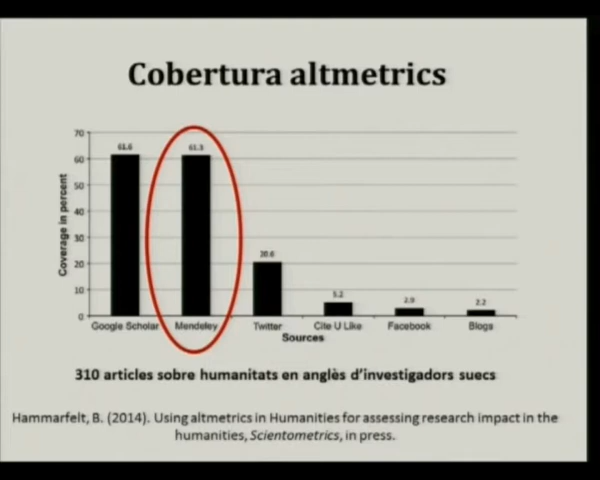 Cobertura altmetrics
70
60
50
40
30
20
10
0
Coverage in percent
61.6
61.3
20.6
5.2
2.9
2.2
Google Scholar
Mendeley
Twitter
Cite U Like
Facebook
Blogs
Sources
310 articles sobre humanitats en anglès d'investigadors suecs
Hammarfelt, B. (2014). Using altmetrics in Humanities for assessing research impact in the
humanities, Scientometrics, in press.